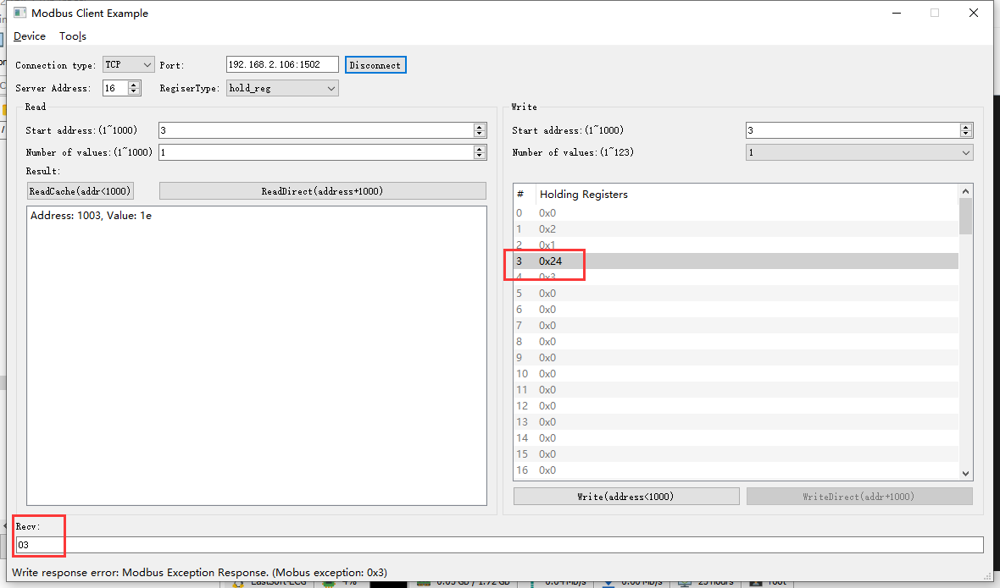 Modbus Client Example
Device Tools
Connection type: TCP Port: 192.168.2.106:1502 Disconnect
Server Address: 16 RegiserType: hold_reg
Read
Start address:(1~1000) 3
Number of values:(1~1000) 1
Result:
ReadCache(addr<1000) ReadDirect(address+1000)
Address: 1003, Value: 1e
Write
Start address:(1~1000) 3
Number of values:(1~123) 1
# Holding Registers
0 0x0
1 0x2
2 0x1
3 0x24
4 0x3
5 0x0
6 0x0
7 0x0
8 0x0
9 0x0
10 0x0
11 0x0
12 0x0
13 0x0
14 0x0
15 0x0
16 0x0
Write(address<1000) WriteDirect(addr+1000)
Recv:
03
Write response error: Modbus Exception Response. (Mobus exception: 0x3)